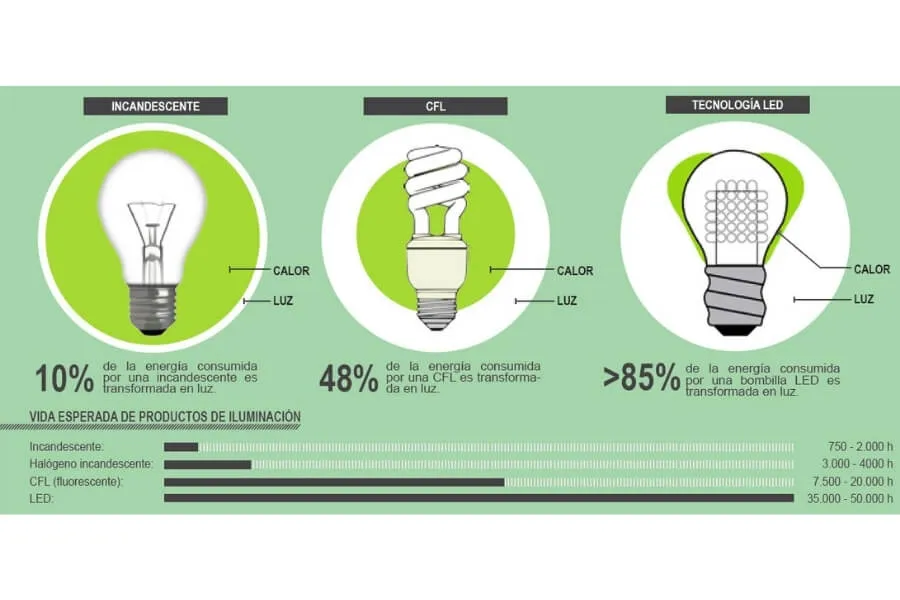 INCANDESCENTE
CFL
TECNOLOGÍA LED
CALOR
LUZ
CALOR
LUZ
CALOR
LUZ
10% de la energía consumida
por una incandescente es
transformada en luz.
48% de la energía consumida
por una CFL es transforma-
da en luz.
>85% de la energía consumida
por una bombilla LED es
transformada en luz.
VIDA ESPERADA DE PRODUCTOS DE ILUMINACIÓN
Incandescente: 750 - 2.000 h
Halógeno incandescente: 3.000 - 4000 h
CFL (fluorescente): 7.500 - 20.000 h
LED: 35.000 - 50.000 h